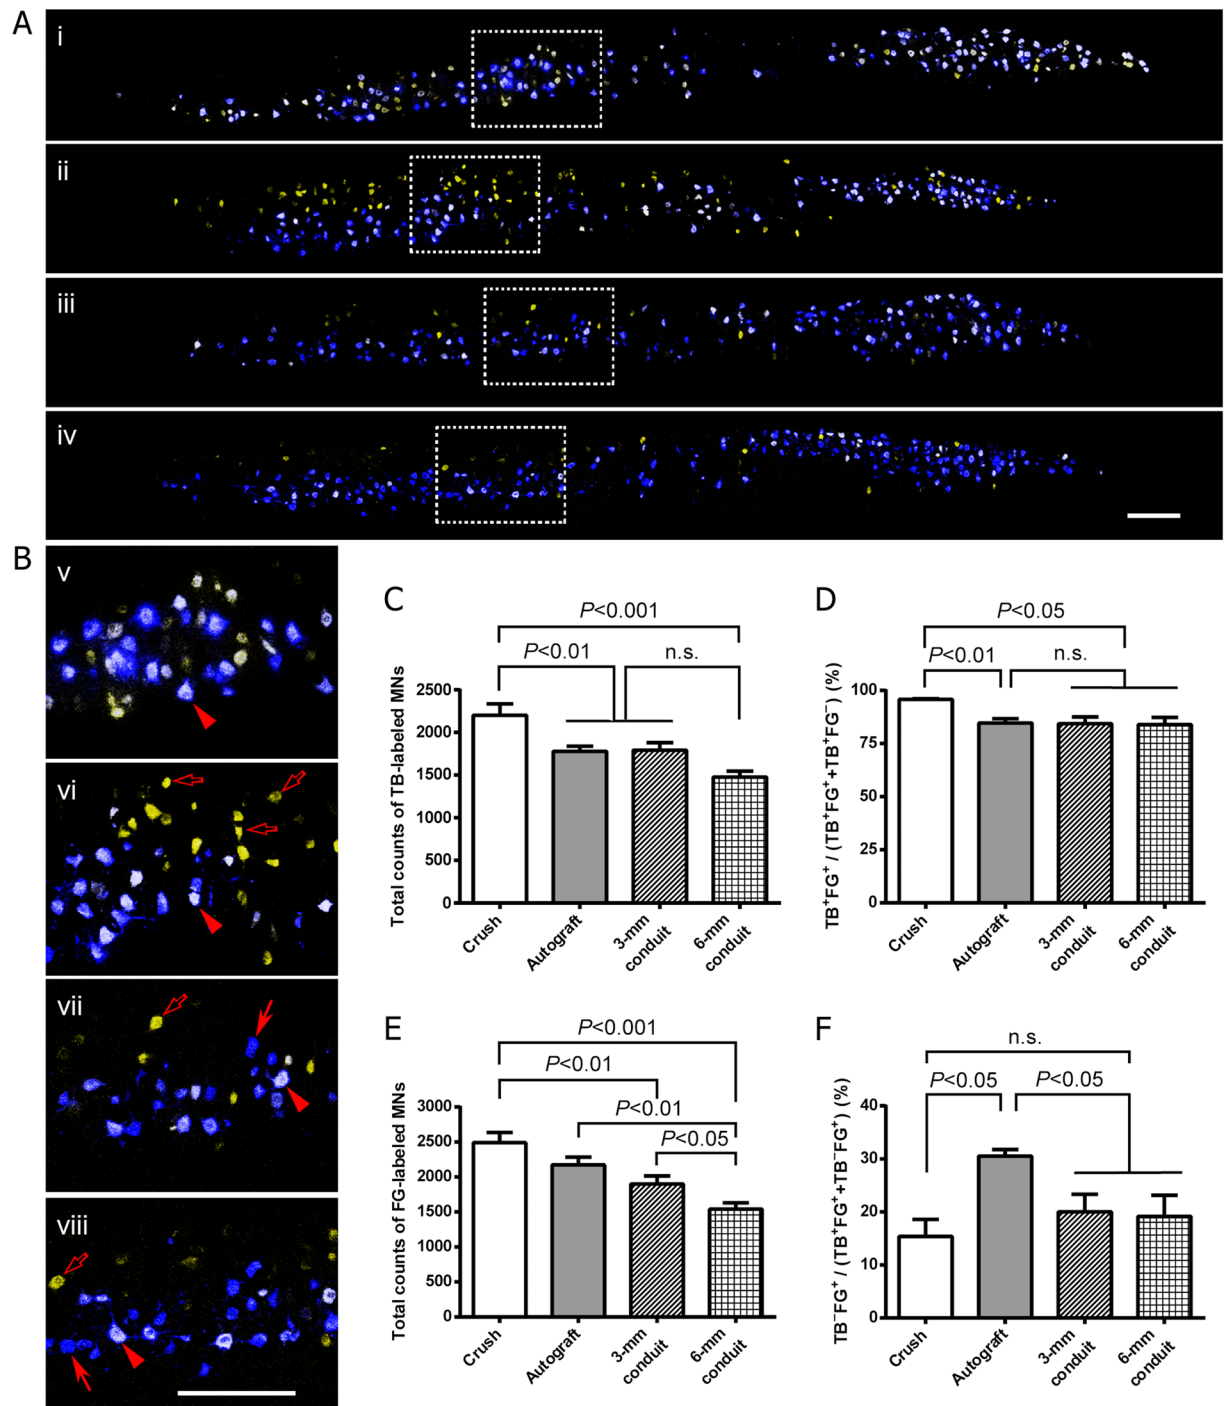 A
i
ii
iii
iv
B
v
vi
vii
viii
C
P<0.001
P<0.01
n.s.
Total counts of TB-labeled MNs
2500
2000
1500
1000
500
0
Crush
Autograft
3-mm
conduit
6-mm
conduit
D
P<0.05
P<0.01
n.s.
TB⁺FG⁺ / (TB⁺FG⁺+TB⁺FG⁻) (%)
100
75
50
25
0
Crush
Autograft
3-mm
conduit
6-mm
conduit
E
P<0.001
P<0.01
P<0.01
P<0.05
Total counts of FG-labeled MNs
3000
2500
2000
1500
1000
500
0
Crush
Autograft
3-mm
conduit
6-mm
conduit
F
n.s.
P<0.05
P<0.05
TB⁻FG⁺ / (TB⁺FG⁺+TB⁻FG⁺) (%)
40
30
20
10
0
Crush
Autograft
3-mm
conduit
6-mm
conduit